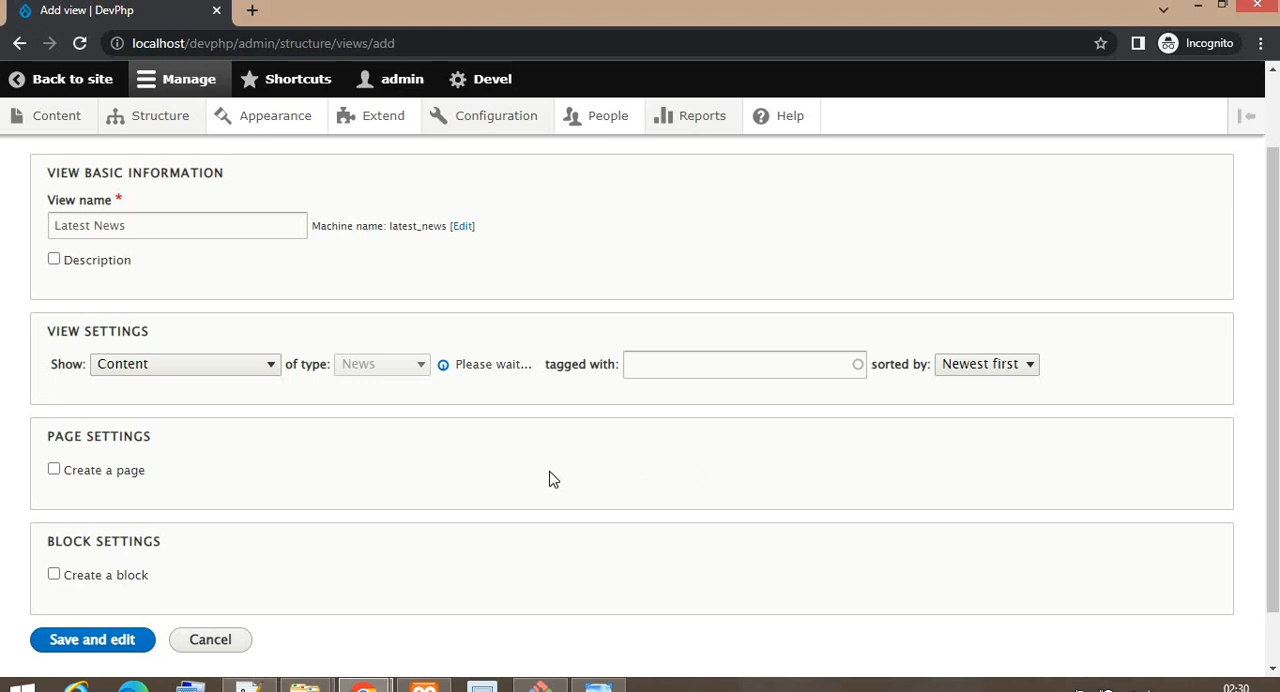 Add view | DevPhp
localhost/devphp/admin/structure/views/add
Incognito
Back to site Manage Shortcuts admin Devel
Content Structure Appearance Extend Configuration People Reports Help
VIEW BASIC INFORMATION
View name *
Latest News Machine name: latest_news [Edit]
Description
VIEW SETTINGS
Show: Content of type: News Please wait... tagged with: sorted by: Newest first
PAGE SETTINGS
Create a page
BLOCK SETTINGS
Create a block
Save and edit Cancel
02:30